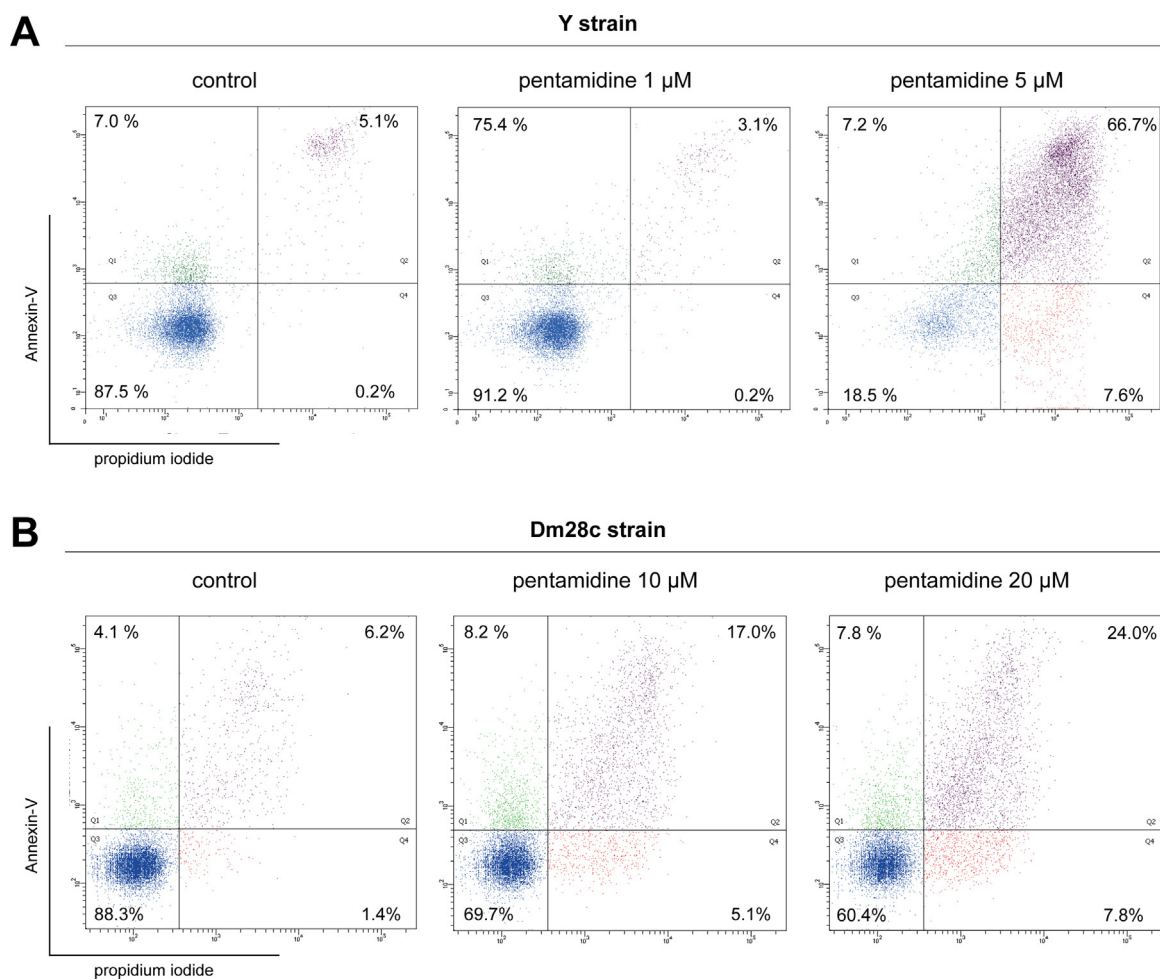 A
Y strain
control
pentamidine 1 µM
pentamidine 5 µM
7.0 %
5.1%
75.4 %
3.1%
7.2 %
66.7%
Q1
Q2
Q1
Q2
Q1
Q2
Q3
Q4
Q3
Q4
Q3
Q4
87.5 %
0.2%
91.2 %
0.2%
18.5 %
7.6%
Annexin-V
propidium iodide
B
Dm28c strain
control
pentamidine 10 µM
pentamidine 20 µM
4.1 %
6.2%
8.2 %
17.0%
7.8 %
24.0%
Q1
Q2
Q1
Q2
Q1
Q2
Q3
Q4
Q3
Q4
Q3
Q4
88.3%
1.4%
69.7%
5.1%
60.4%
7.8%
Annexin-V
propidium iodide